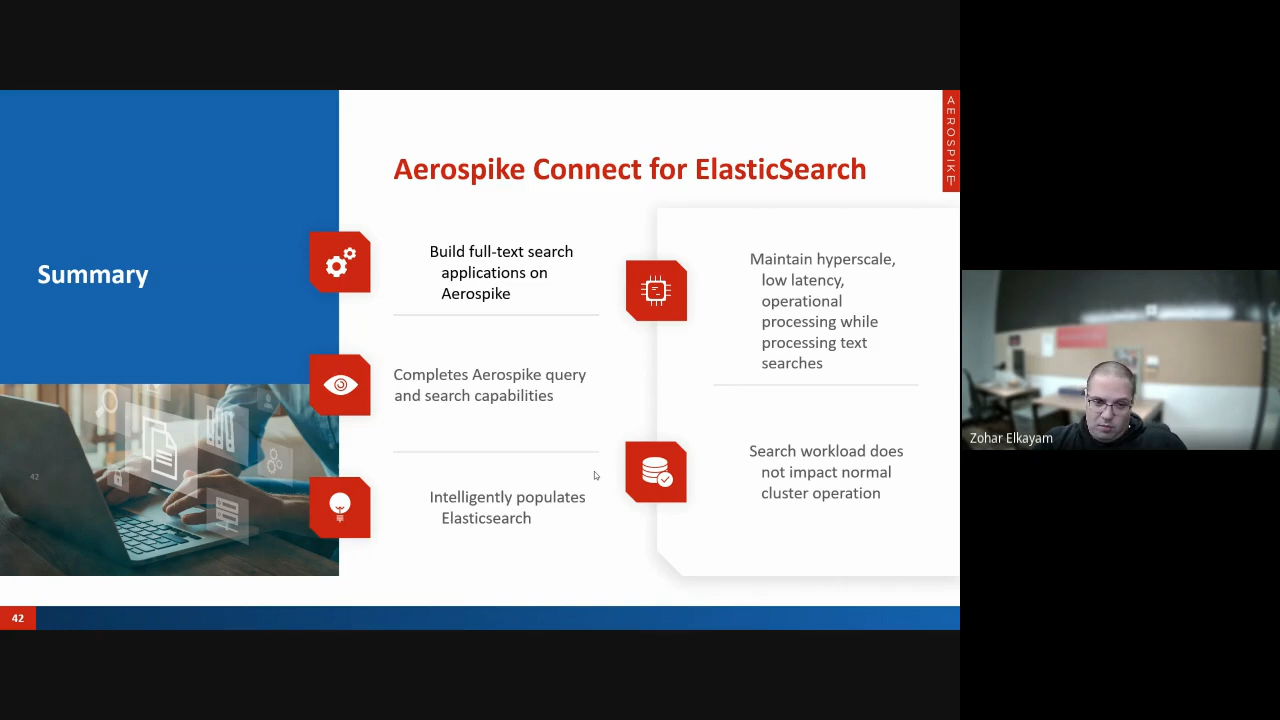 AEROSPIKE
Aerospike Connect for ElasticSearch
Summary
Build full-text search
applications on
Aerospike
Completes Aerospike query
and search capabilities
Intelligently populates
Elasticsearch
Maintain hyperscale,
low latency,
operational
processing while
processing text
searches
Search workload does
not impact normal
cluster operation
42
42
Zohar Elkayam